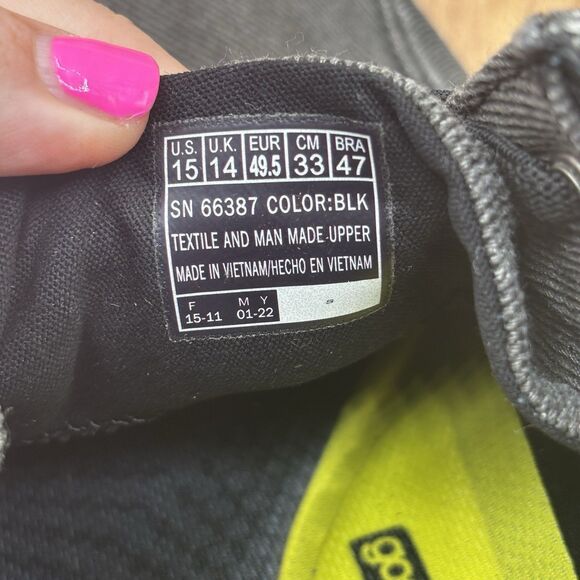 U.S. U.K. EUR CM BRA
15 14 49.5 33 47
SN 66387 COLOR:BLK
TEXTILE AND MAN MADE UPPER
MADE IN VIETNAM/HECHO EN VIETNAM
F M Y
15-11 01-22
s
go